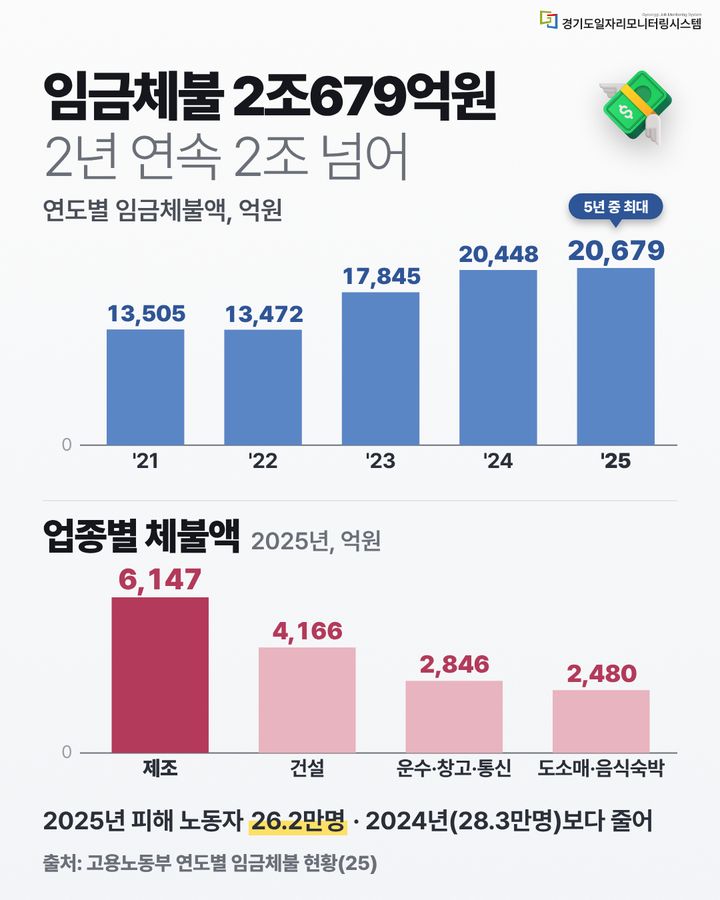 경기도일자리모니터링시스템
임금체불 2조679억원
2년 연속 2조 넘어
연도별 임금체불액, 억원
5년 중 최대
13,505 13,472 17,845 20,448 20,679
0
'21 '22 '23 '24 '25
업종별 체불액 2025년, 억원
6,147 4,166 2,846 2,480
0
제조 건설 운수·창고·통신 도소매·음식숙박
2025년 피해 노동자 26.2만명 · 2024년(28.3만명)보다 줄어
출처: 고용노동부 연도별 임금체불 현황(25)